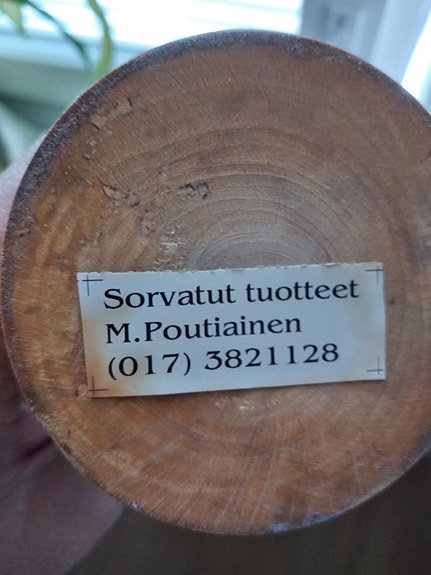 Sorvatut tuotteet
M.Poutiainen
(017) 3821128